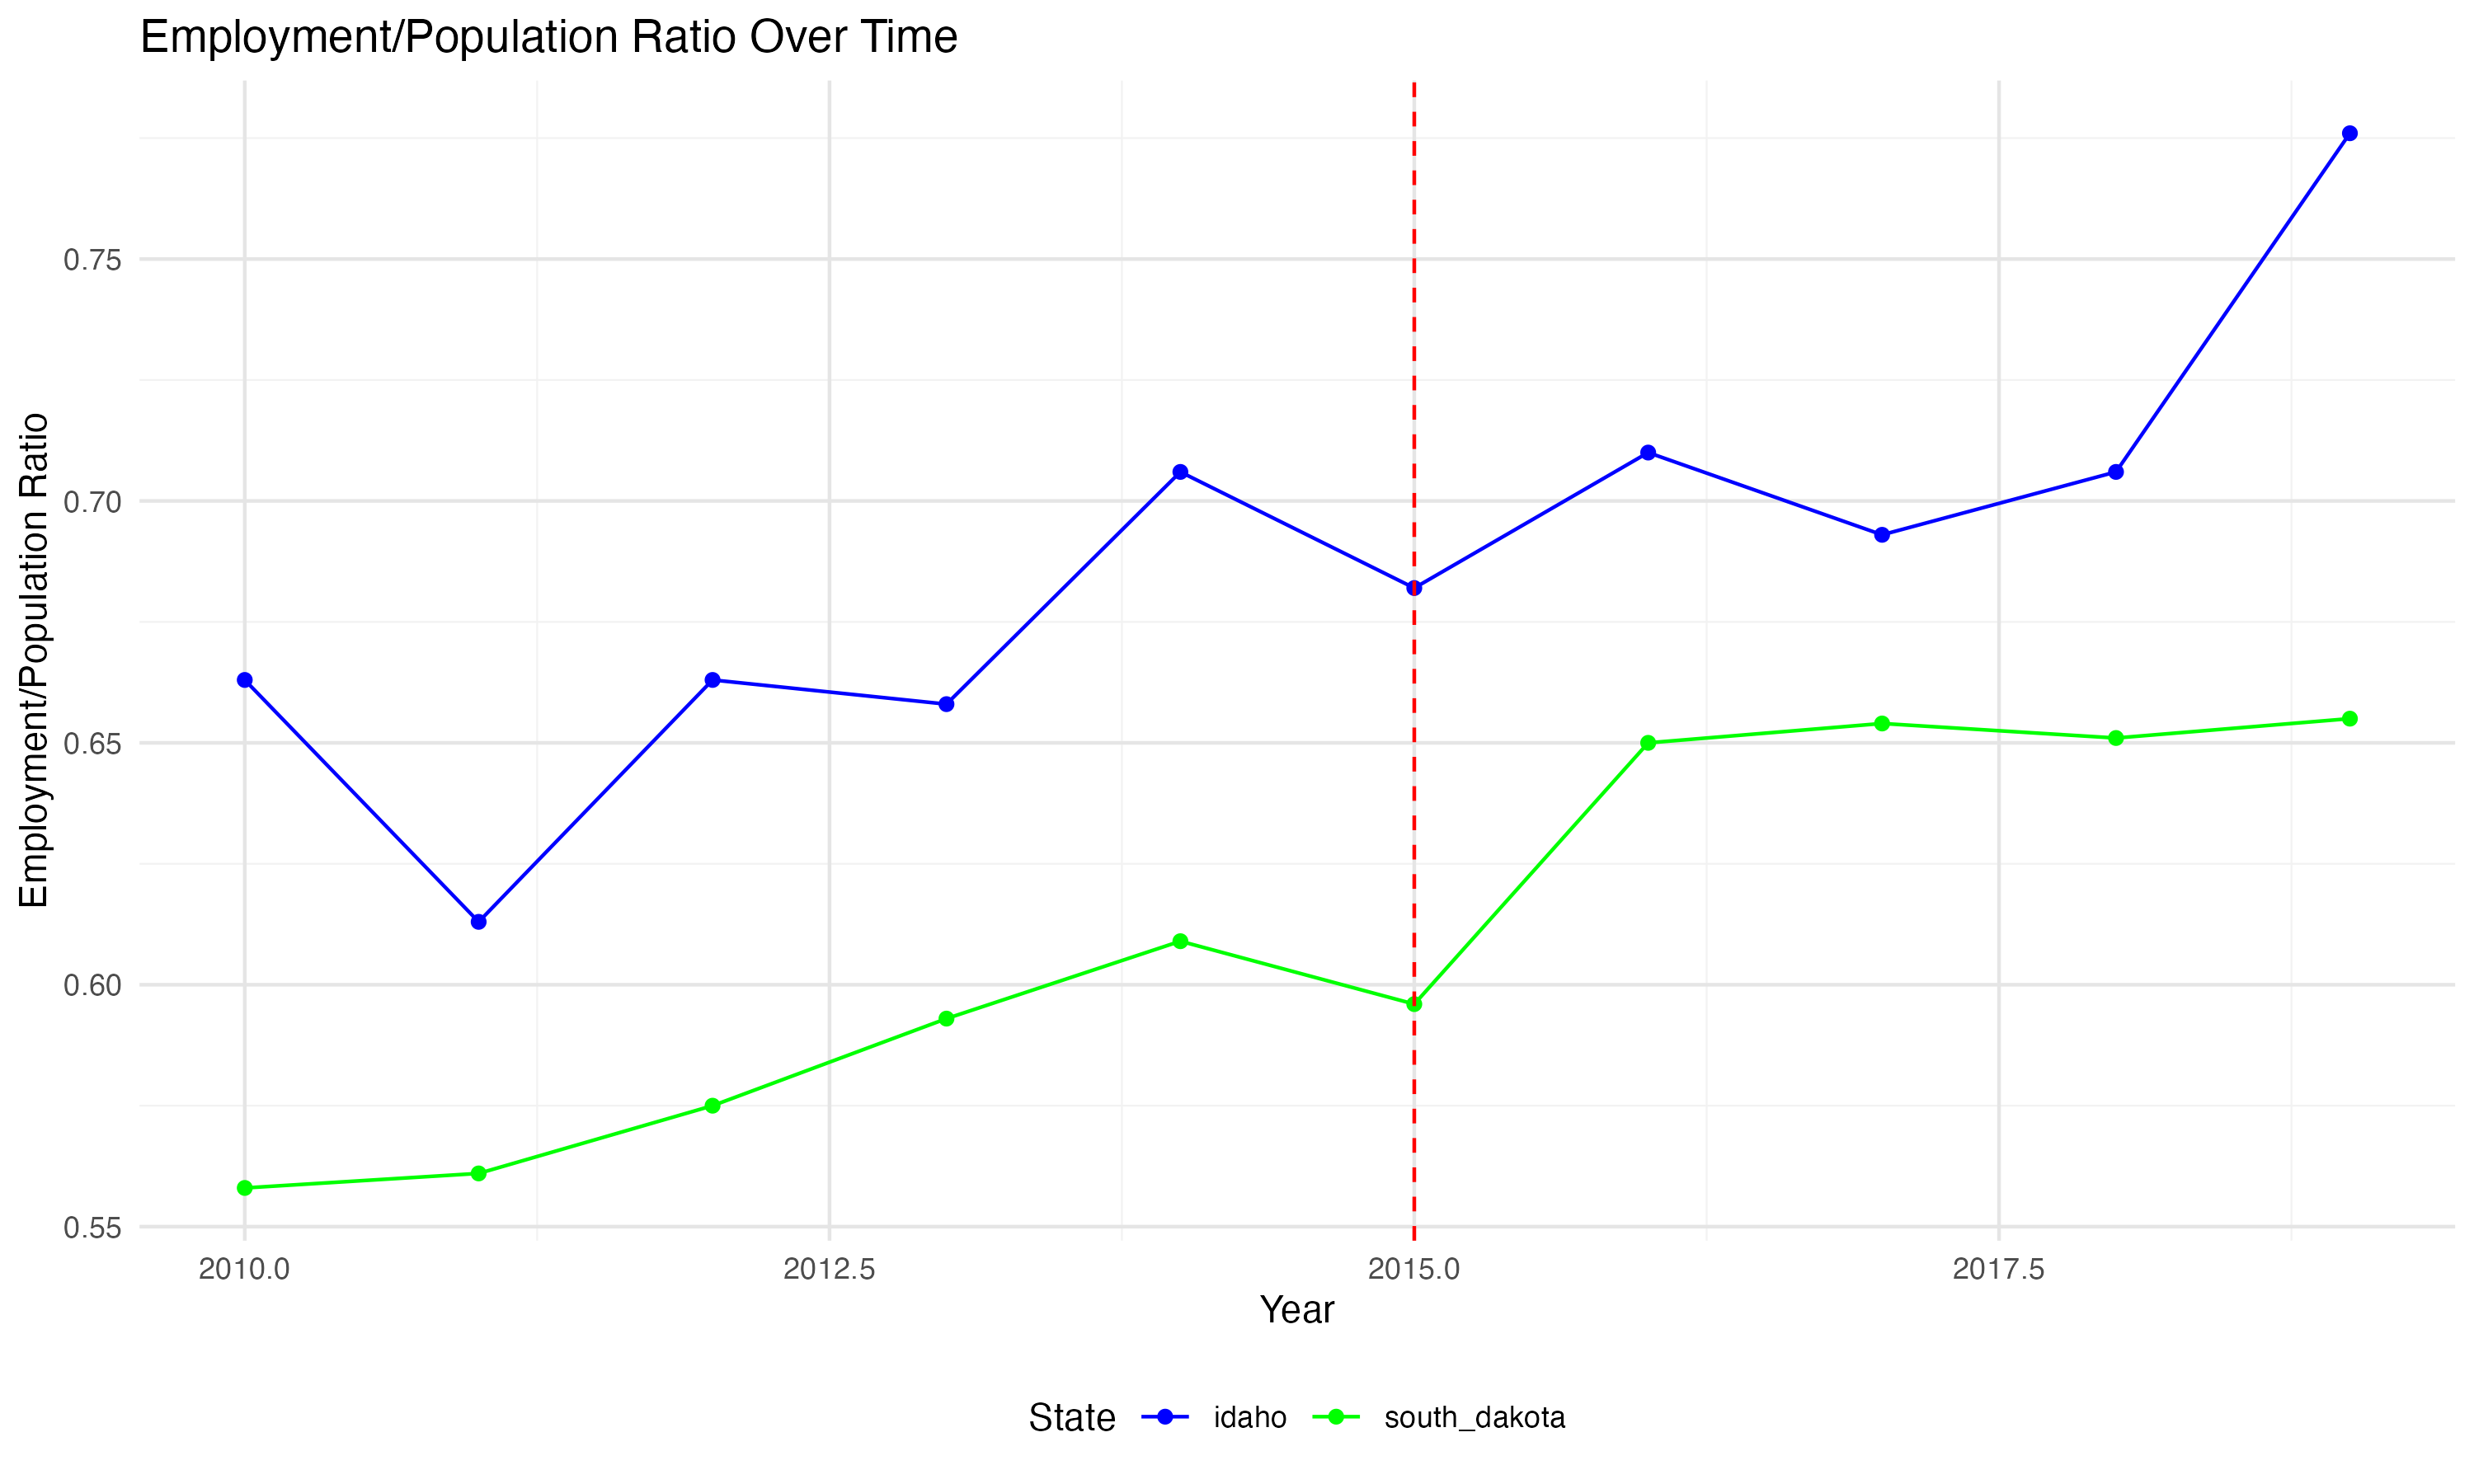 Employment/Population Ratio Over Time
Employment/Population Ratio
0.75
0.70
0.65
0.60
0.55
2010.0 2012.5 2015.0 2017.5
Year
State idaho south_dakota